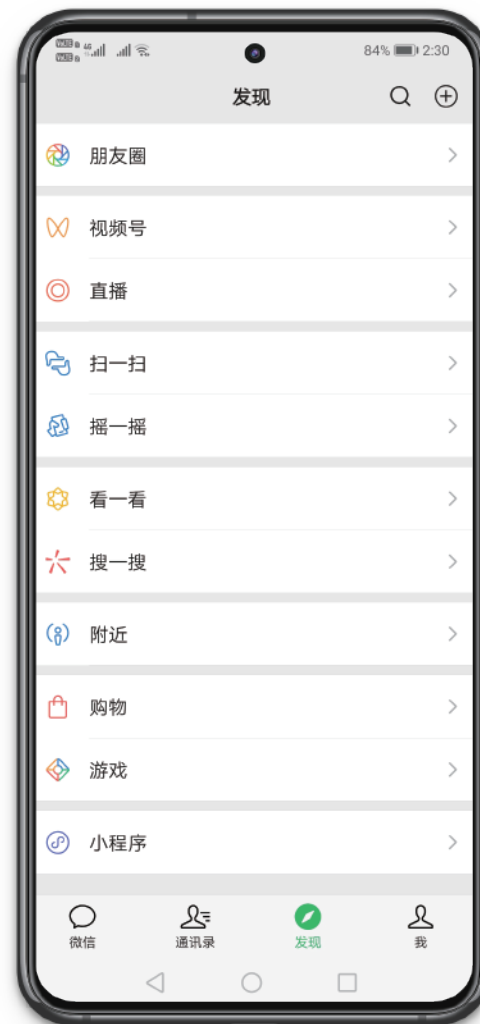 84% 2:30
发现
朋友圈
视频号
直播
扫一扫
摇一摇
看一看
搜一搜
附近
购物
游戏
小程序
微信 通讯录 发现 我